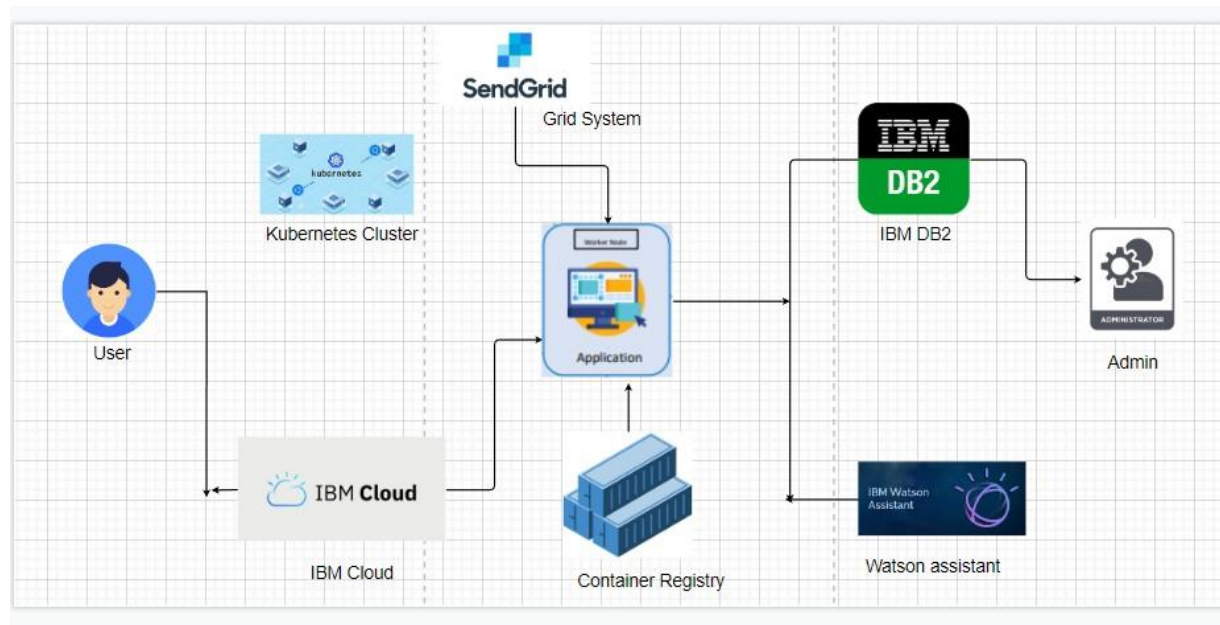 SendGrid
Grid System
kubernetes
Kubernetes Cluster
IBM
DB2
IBM DB2
Worker Node
Application
User
ADMINISTRATOR
Admin
IBM Cloud
IBM Cloud
Container Registry
IBM Watson
Assistant
Watson assistant